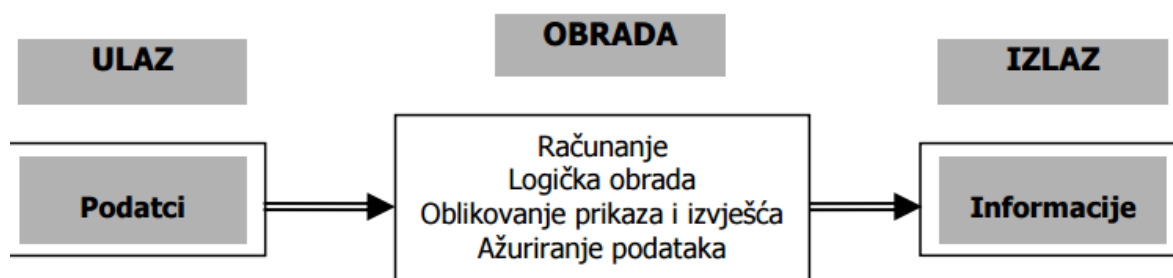 ULAZ
OBRADA
IZLAZ
Podatci
Računanje
Logička obrada
Oblikovanje prikaza i izvješća
Ažuriranje podataka
Informacije